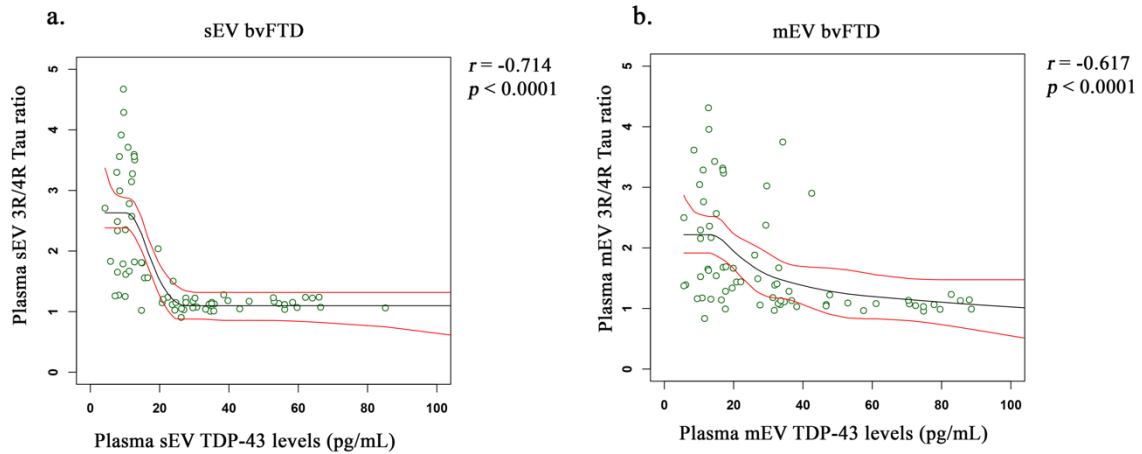 a.
sEV bvFTD
r = -0.714
p < 0.0001
Plasma sEV 3R/4R Tau ratio
5
4
3
2
1
0
0 20 40 60 80 100
Plasma sEV TDP-43 levels (pg/mL)
b.
mEV bvFTD
r = -0.617
p < 0.0001
Plasma mEV 3R/4R Tau ratio
5
4
3
2
1
0
0 20 40 60 80 100
Plasma mEV TDP-43 levels (pg/mL)